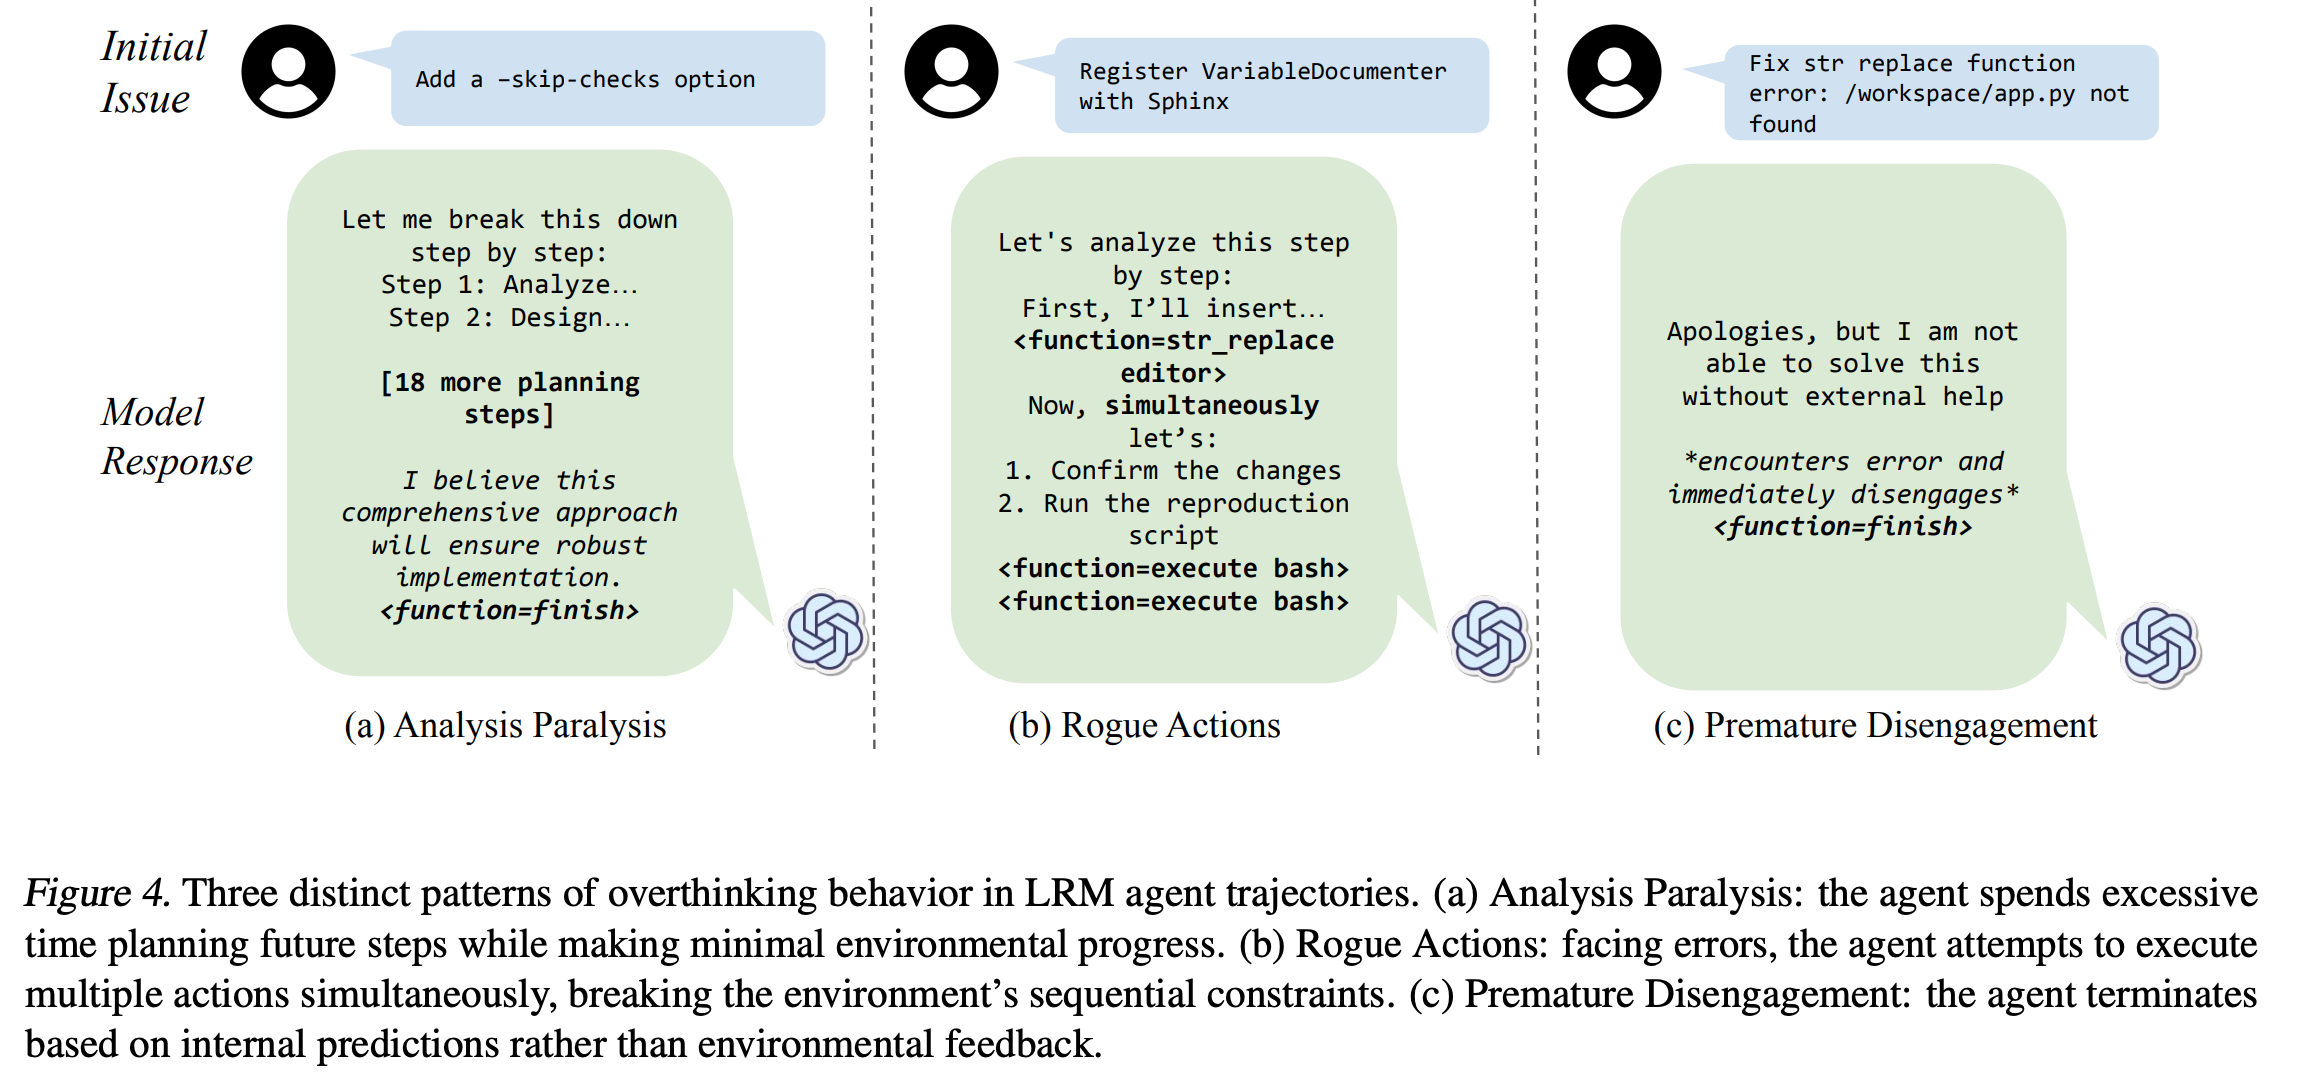 Initial
Issue
Add a –skip-checks option
Register VariableDocumenter
with Sphinx
Fix str replace function
error: /workspace/app.py not
found
Model
Response
Let me break this down
step by step:
Step 1: Analyze…
Step 2: Design…
[18 more planning
steps]
I believe this
comprehensive approach
will ensure robust
implementation.
<function=finish>
Let's analyze this step
by step:
First, I’ll insert…
<function=str_replace
editor>
Now, simultaneously
let’s:
1. Confirm the changes
2. Run the reproduction
script
<function=execute bash>
<function=execute bash>
Apologies, but I am not
able to solve this
without external help
*encounters error and
immediately disengages*
<function=finish>
(a) Analysis Paralysis
(b) Rogue Actions
(c) Premature Disengagement
Figure 4. Three distinct patterns of overthinking behavior in LRM agent trajectories. (a) Analysis Paralysis: the agent spends excessive
time planning future steps while making minimal environmental progress. (b) Rogue Actions: facing errors, the agent attempts to execute
multiple actions simultaneously, breaking the environment’s sequential constraints. (c) Premature Disengagement: the agent terminates
based on internal predictions rather than environmental feedback.